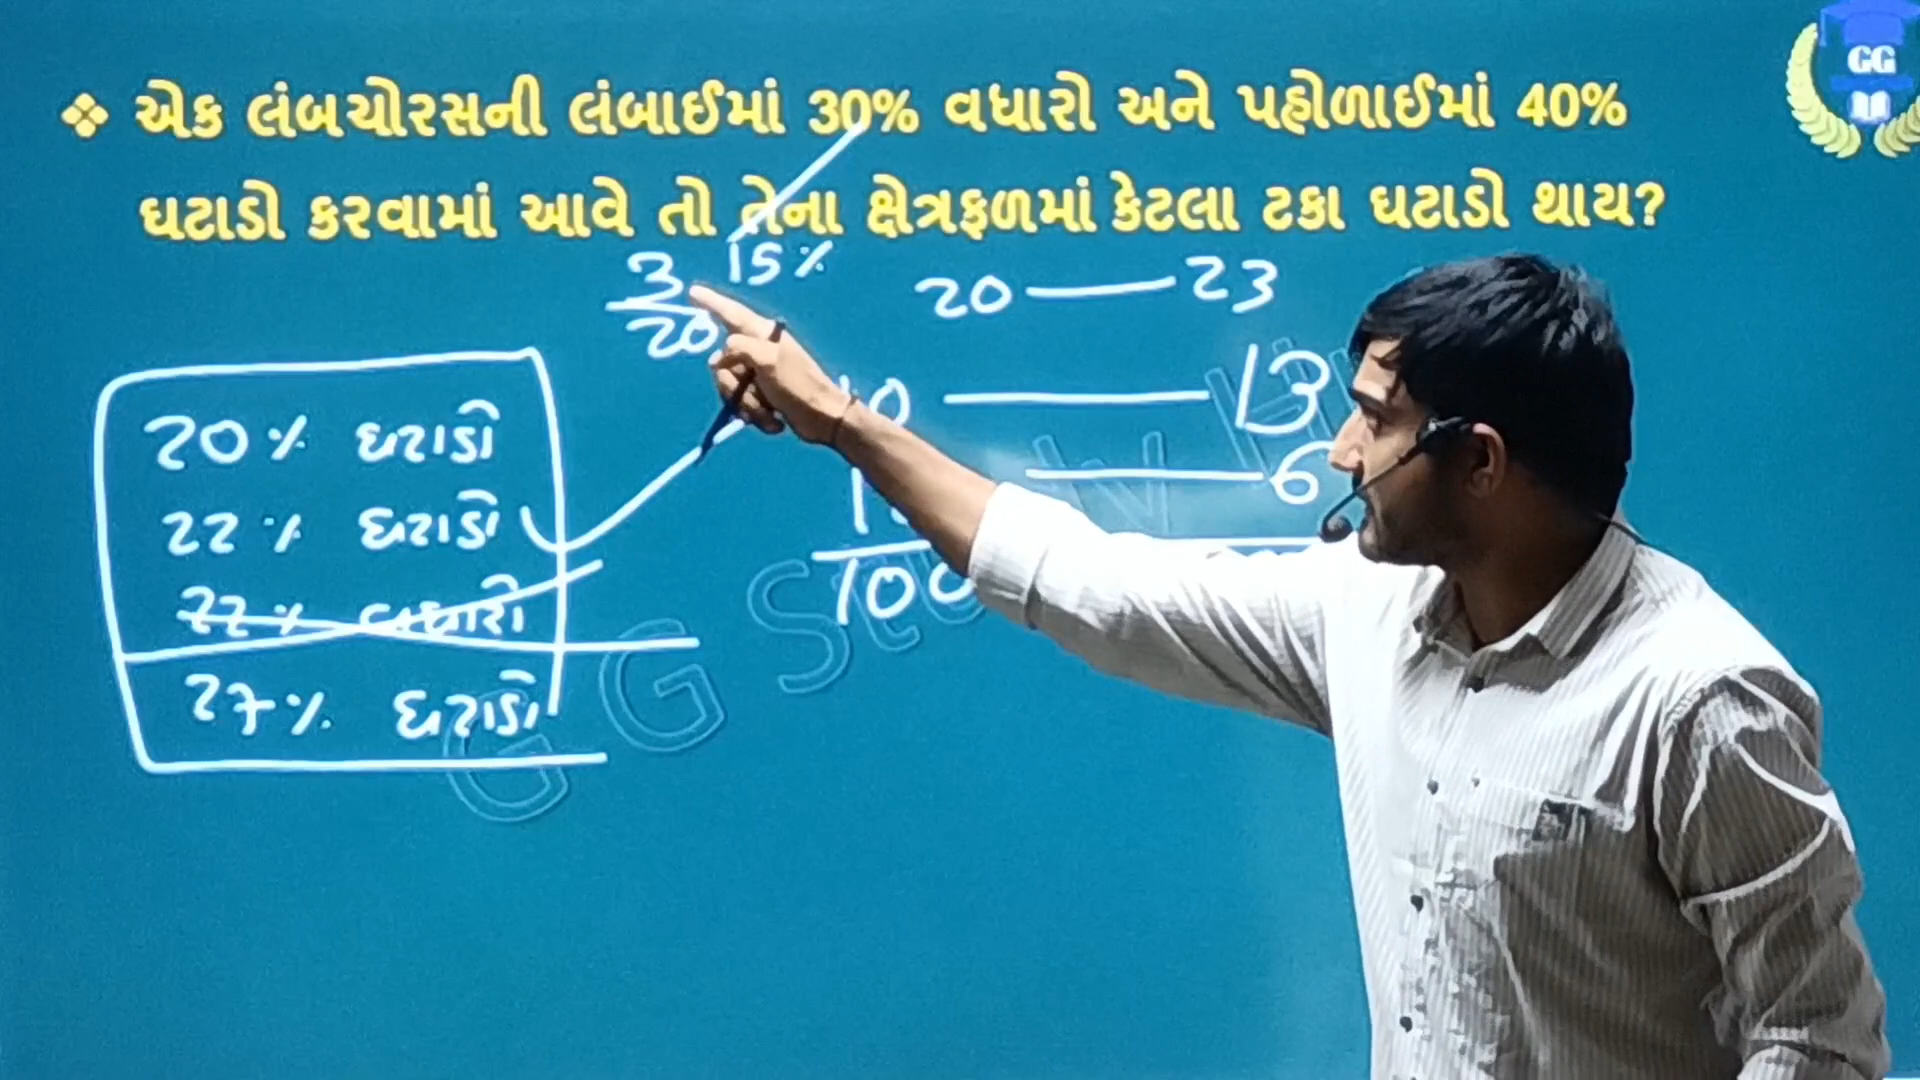 GG
❖ એક લંબચોરસની લંબાઈમાં 30% વધારો અને પહોળાઈમાં 40%
ઘટાડો કરવામાં આવે તો તેના ક્ષેત્રફળમાં કેટલા ટકા ઘટાડો થાય?
3/20 15% 20 — 23
13
20% ઘટાડો
6
22% ઘટાડો
100
22% વધારો
27% ઘટાડો
G G